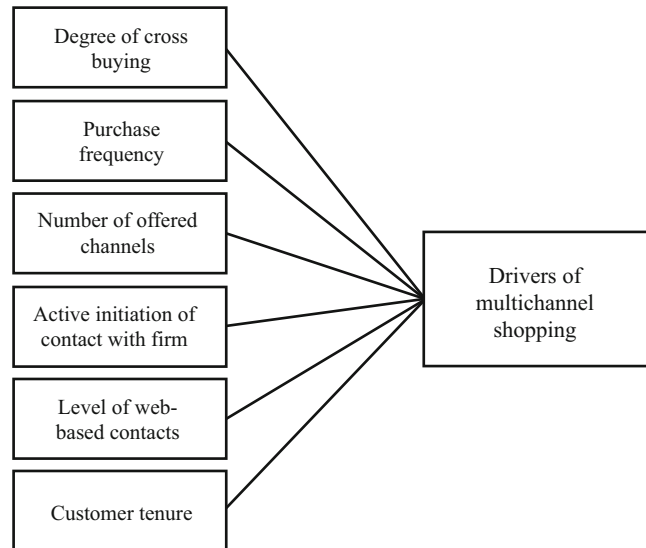 Degree of cross
buying
Purchase
frequency
Number of offered
channels
Active initiation of
contact with firm
Level of web-
based contacts
Customer tenure
Drivers of
multichannel
shopping